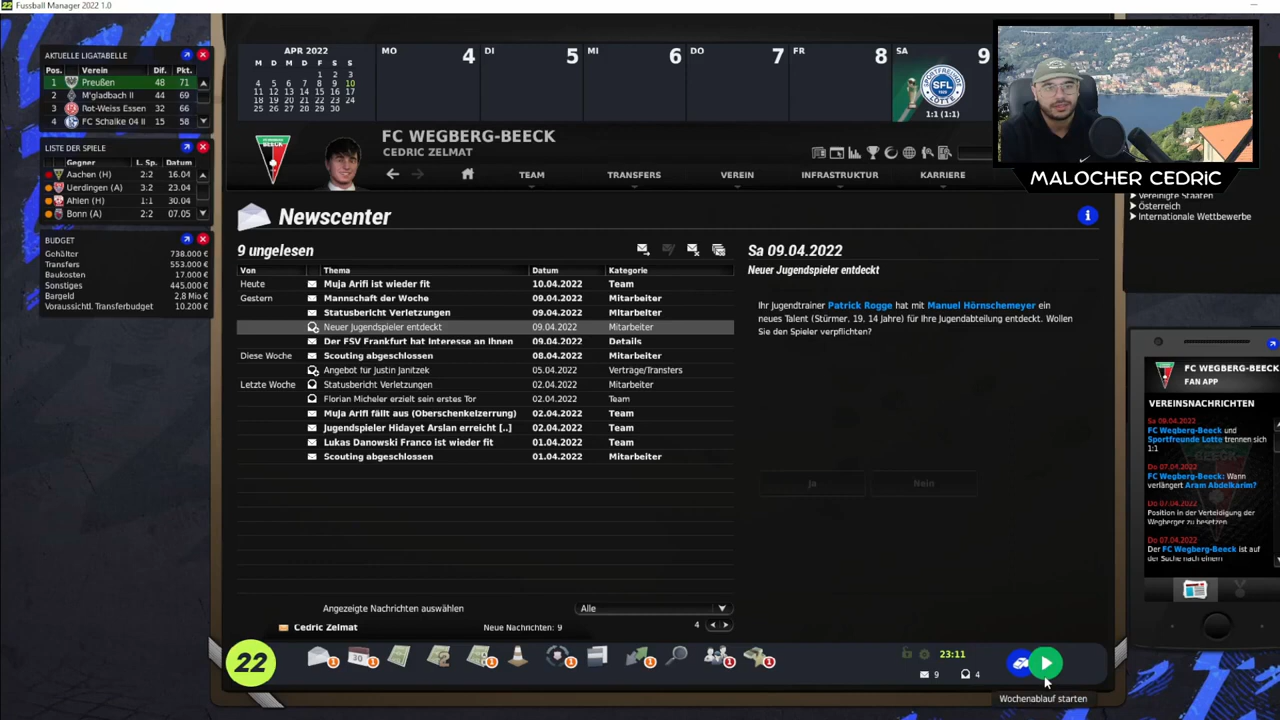 22 Fussball Manager 2022 1.0
AKTUELLE LIGATABELLE
Pos. Verein Dif. Pkt.
1 Preußen 48 71
2 M'gladbach II 44 69
3 Rot-Weiss Essen 32 66
4 FC Schalke 04 II 15 58
LISTE DER SPIELE
Gegner L. Sp. Datum
Aachen (H) 2:2 16.04
Uerdingen (A) 3:2 23.04
Ahlen (H) 1:1 30.04
Bonn (A) 2:2 07.05
BUDGET
Gehälter 738.000 €
Transfers 553.000 €
Baukosten 17.000 €
Sonstiges 445.000 €
Bargeld 2,8 Mio €
Voraussichtl. Transferbudget 10.200 €
APR 2022
M D M D F S S
1 2 3
4 5 6 7 8 9 10
11 12 13 14 15 16 17
18 19 20 21 22 23 24
25 26 27 28 29 30
MO 4
DI 5
MI 6
DO 7
FR 8
SA 9
SPORTFREUNDE LOTTE
SFL
1929
1:1 (1:1)
FC WEGBERG-BEECK
CEDRIC ZELMAT
TEAM TRANSFERS VEREIN INFRASTRUKTUR KARRIERE
MALOCHER CEDRIC
Vereinigte Staaten
Österreich
Internationale Wettbewerbe
Newscenter
9 ungelesen
Von Thema Datum Kategorie
Heute Muja Arifi ist wieder fit 10.04.2022 Team
Gestern Mannschaft der Woche 09.04.2022 Mitarbeiter
Statusbericht Verletzungen 09.04.2022 Mitarbeiter
Neuer Jugendspieler entdeckt 09.04.2022 Mitarbeiter
Der FSV Frankfurt hat Interesse an Ihnen 09.04.2022 Details
Diese Woche Scouting abgeschlossen 08.04.2022 Mitarbeiter
Angebot für Justin Janitzek 05.04.2022 Verträge/Transfers
Letzte Woche Statusbericht Verletzungen 02.04.2022 Mitarbeiter
Florian Micheler erzielt sein erstes Tor 02.04.2022 Team
Muja Arifi fällt aus (Oberschenkelzerrung) 02.04.2022 Team
Jugendspieler Hidayet Arslan erreicht [..] 02.04.2022 Team
Lukas Danowski Franco ist wieder fit 01.04.2022 Team
Scouting abgeschlossen 01.04.2022 Mitarbeiter
Angezeigte Nachrichten auswählen Alle
Cedric Zelmat Neue Nachrichten: 9 4
Sa 09.04.2022
Neuer Jugendspieler entdeckt
Ihr Jugendtrainer Patrick Rogge hat mit Manuel Hörnschemeyer ein
neues Talent (Stürmer, 19, 14 Jahre) für Ihre Jugendabteilung entdeckt. Wollen
Sie den Spieler verpflichten?
Ja Nein
FC WEGBERG-BEECK
FAN APP
VEREINSNACHRICHTEN
Sa 09.04.2022
FC Wegberg-Beeck und
Sportfreunde Lotte trennen sich
1:1
Do 07.04.2022
FC Wegberg-Beeck: Wann
verlängert Aram Abdelkarim?
Do 07.04.2022
Position in der Verteidigung der
Wegberger zu besetzen
Do 07.04.2022
Der FC Wegberg-Beeck ist auf
der Suche nach einem
22
30
23:11
9 4
Wochenablauf starten